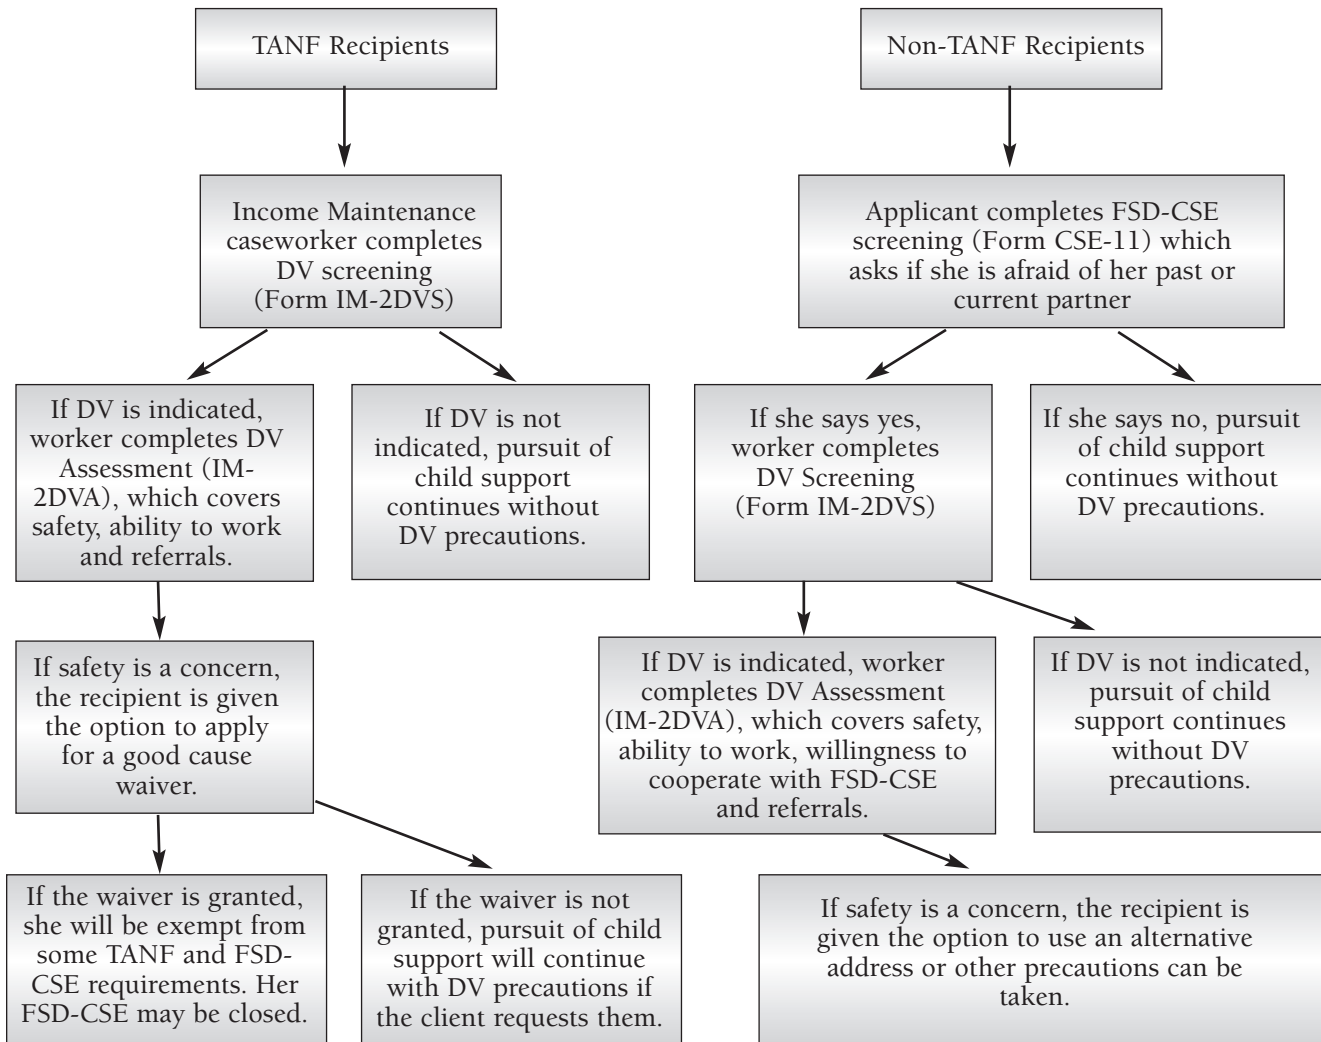 TANF Recipients
Non-TANF Recipients
Income Maintenance
caseworker completes
DV screening
(Form IM-2DVS)
Applicant completes FSD-CSE
screening (Form CSE-11) which
asks if she is afraid of her past or
current partner
If DV is indicated,
worker completes DV
Assessment (IM-
2DVA), which covers
safety, ability to work
and referrals.
If DV is not
indicated, pursuit of
child support
continues without
DV precautions.
If she says yes,
worker completes
DV Screening
(Form IM-2DVS)
If she says no, pursuit
of child support
continues without
DV precautions.
If safety is a concern,
the recipient is given
the option to apply
for a good cause
waiver.
If DV is indicated, worker
completes DV Assessment
(IM-2DVA), which covers safety,
ability to work, willingness to
cooperate with FSD-CSE
and referrals.
If DV is not indicated,
pursuit of child
support continues
without DV
precautions.
If the waiver is granted,
she will be exempt from
some TANF and FSD-
CSE requirements. Her
FSD-CSE may be closed.
If the waiver is not
granted, pursuit of child
support will continue
with DV precautions if
the client requests them.
If safety is a concern, the recipient is
given the option to use an alternative
address or other precautions can be
taken.